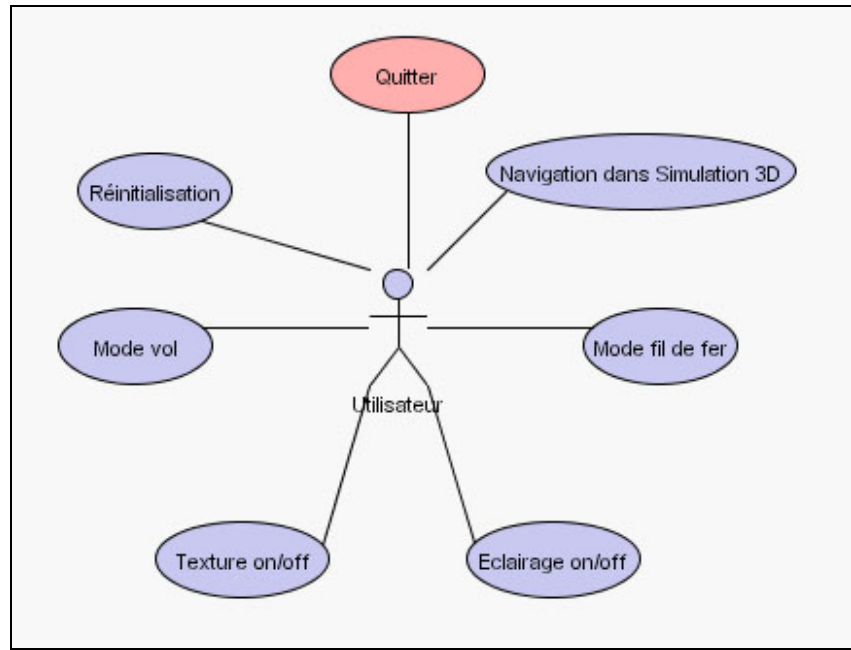 Quitter
Navigation dans Simulation 3D
Réinitialisation
Mode vol
Mode fil de fer
Utilisateur
Texture on/off
Eclairage on/off